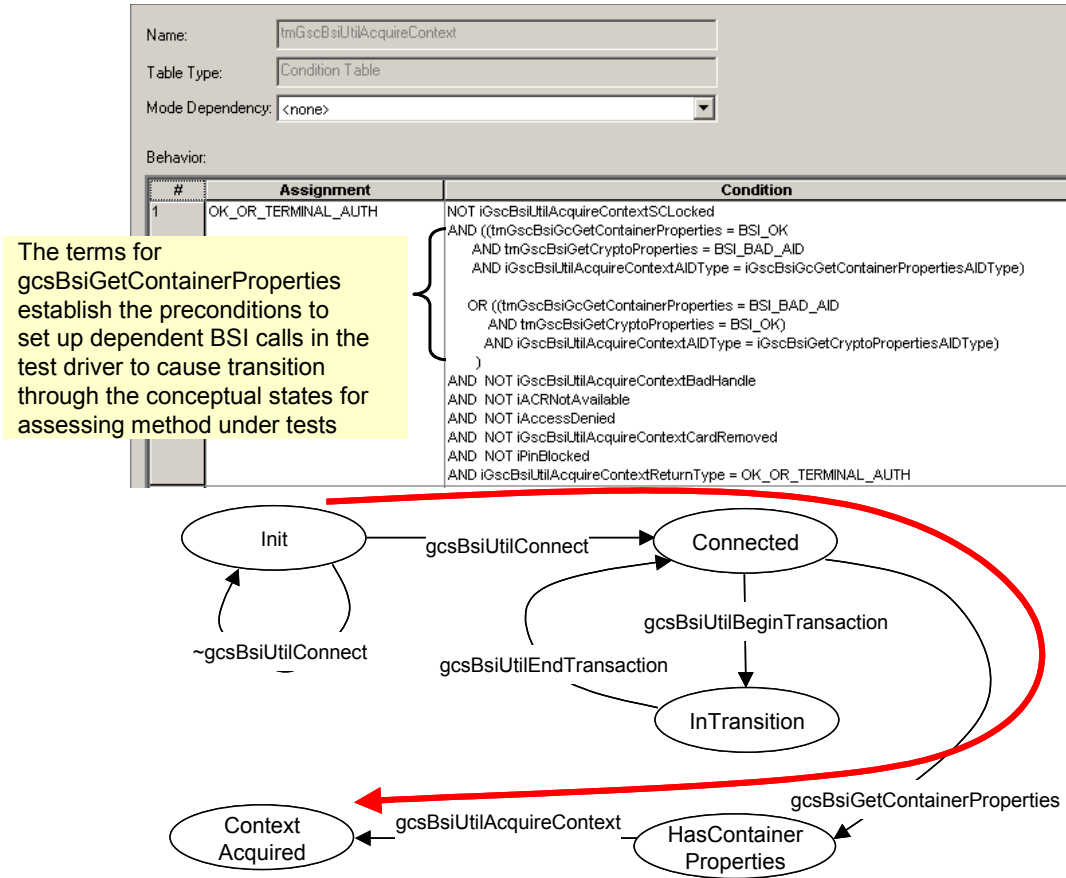 Name:
tmGscBsiUtilAcquireContext
Table Type:
Condition Table
Mode Dependency:
<none>
Behavior:
#
Assignment
Condition
1
OK_OR_TERMINAL_AUTH
NOT iGscBsiUtilAcquireContextSCLocked
AND ((tmGscBsiGcGetContainerProperties = BSI_OK
AND tmGscBsiGetCryptoProperties = BSI_BAD_AID
AND iGscBsiUtilAcquireContextAIDType = iGscBsiGcGetContainerPropertiesAIDType)
OR ((tmGscBsiGcGetContainerProperties = BSI_BAD_AID
AND tmGscBsiGetCryptoProperties = BSI_OK)
AND iGscBsiUtilAcquireContextAIDType = iGscBsiGetCryptoPropertiesAIDType)
)
AND NOT iGscBsiUtilAcquireContextBadHandle
AND NOT iACRNotAvailable
AND NOT iAccessDenied
AND NOT iGscBsiUtilAcquireContextCardRemoved
AND NOT iPinBlocked
AND iGscBsiUtilAcquireContextReturnType = OK_OR_TERMINAL_AUTH
The terms for
gcsBsiGetContainerProperties
establish the preconditions to
set up dependent BSI calls in the
test driver to cause transition
through the conceptual states for
assessing method under tests
Init
gcsBsiUtilConnect
Connected
~gcsBsiUtilConnect
gcsBsiUtilBeginTransaction
gcsBsiUtilEndTransaction
InTransition
gcsBsiGetContainerProperties
Context
Acquired
gcsBsiUtilAcquireContext
HasContainer
Properties